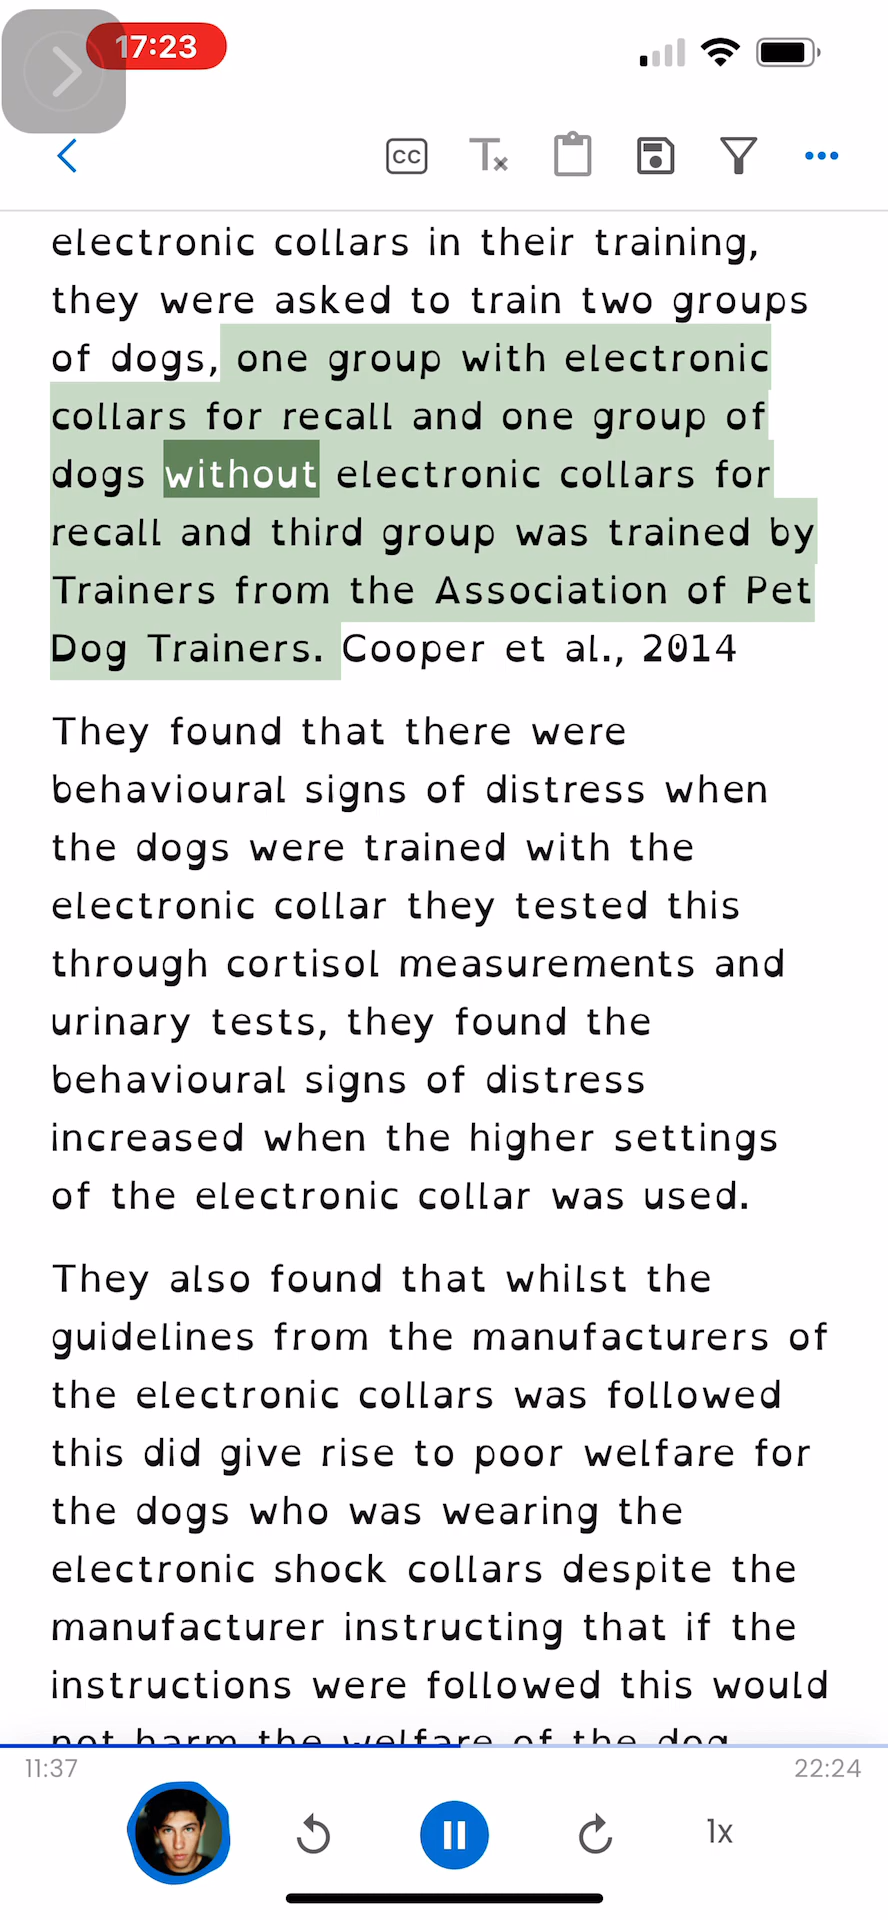 17:23
CC
electronic collars in their training,
they were asked to train two groups
of dogs, one group with electronic
collars for recall and one group of
dogs without electronic collars for
recall and third group was trained by
Trainers from the Association of Pet
Dog Trainers. Cooper et al., 2014
They found that there were
behavioural signs of distress when
the dogs were trained with the
electronic collar they tested this
through cortisol measurements and
urinary tests, they found the
behavioural signs of distress
increased when the higher settings
of the electronic collar was used.
They also found that whilst the
guidelines from the manufacturers of
the electronic collars was followed
this did give rise to poor welfare for
the dogs who was wearing the
electronic shock collars despite the
manufacturer instructing that if the
instructions were followed this would
not harm the welfare of the dog
11:37
22:24
1x